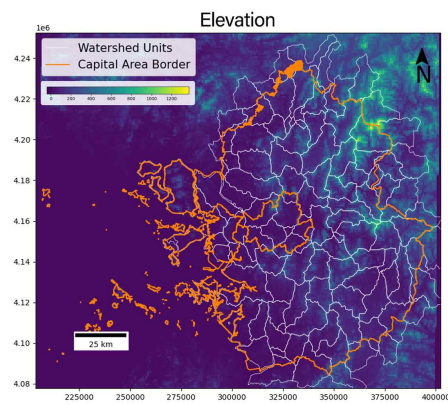 Elevation
1e6
Watershed Units
Capital Area Border
0 200 400 600 800 1000 1200
N
4.24
4.22
4.20
4.18
4.16
4.14
4.12
4.10
4.08
25 km
225000 250000 275000 300000 325000 350000 375000 400000